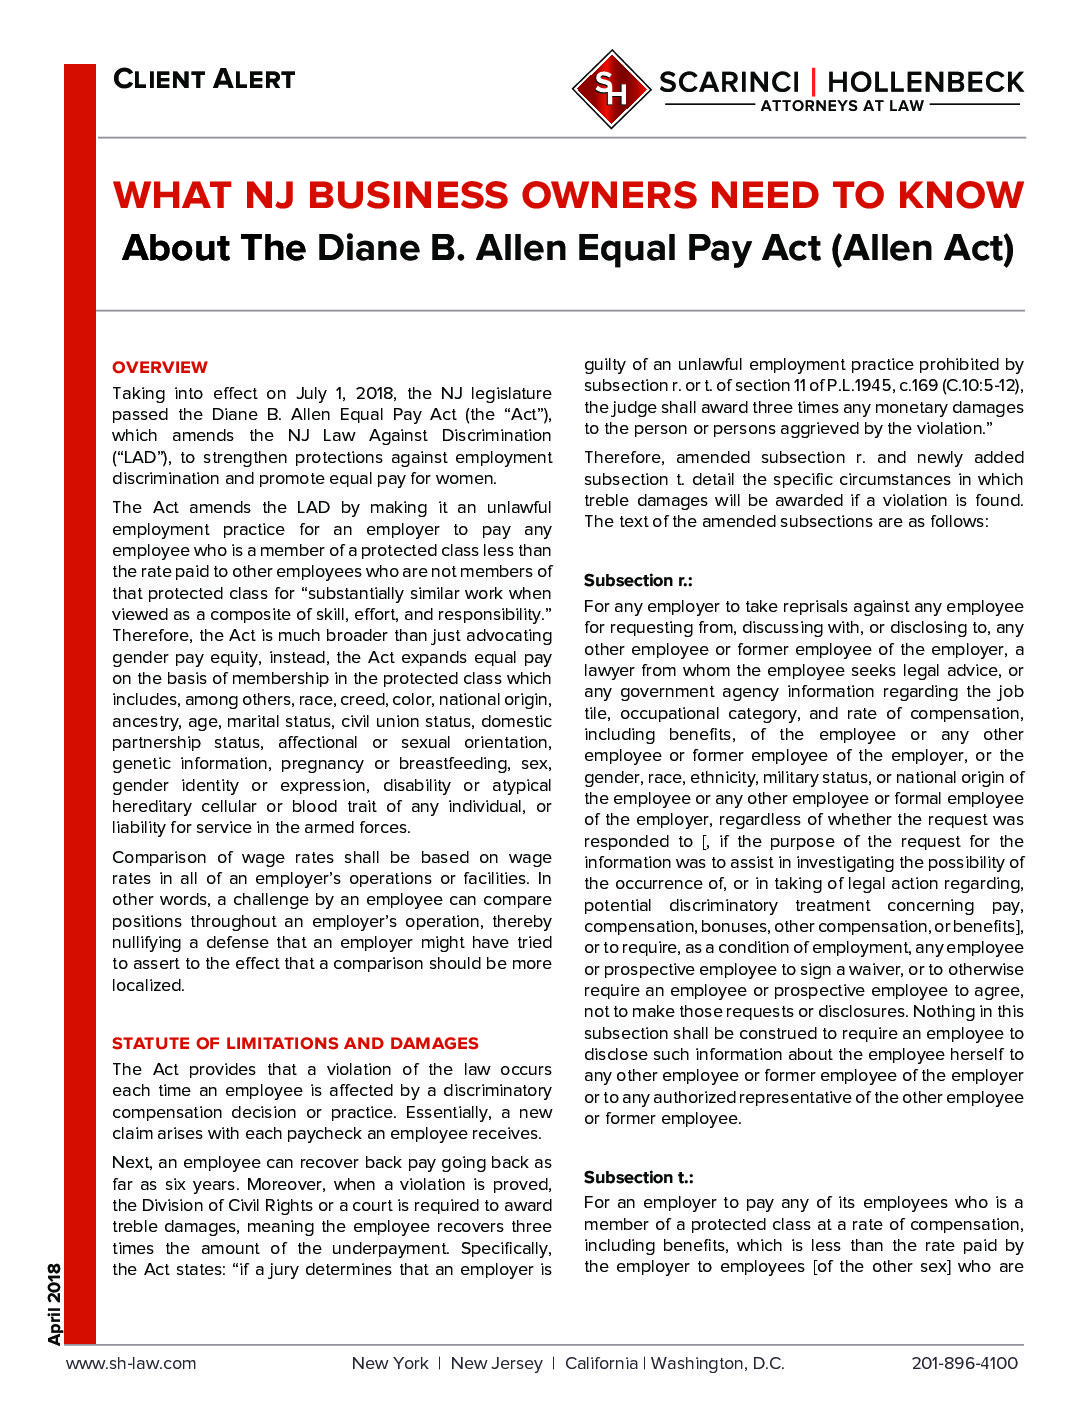 CLIENT ALERT
SH
SCARINCI | HOLLENBECK
ATTORNEYS AT LAW
WHAT NJ BUSINESS OWNERS NEED TO KNOW
About The Diane B. Allen Equal Pay Act (Allen Act)
OVERVIEW
Taking into effect on July 1, 2018, the NJ legislature
passed the Diane B. Allen Equal Pay Act (the “Act”),
which amends the NJ Law Against Discrimination
(“LAD”), to strengthen protections against employment
discrimination and promote equal pay for women.
The Act amends the LAD by making it an unlawful
employment practice for an employer to pay any
employee who is a member of a protected class less than
the rate paid to other employees who are not members of
that protected class for “substantially similar work when
viewed as a composite of skill, effort, and responsibility.”
Therefore, the Act is much broader than just advocating
gender pay equity, instead, the Act expands equal pay
on the basis of membership in the protected class which
includes, among others, race, creed, color, national origin,
ancestry, age, marital status, civil union status, domestic
partnership status, affectional or sexual orientation,
genetic information, pregnancy or breastfeeding, sex,
gender identity or expression, disability or atypical
hereditary cellular or blood trait of any individual, or
liability for service in the armed forces.
Comparison of wage rates shall be based on wage
rates in all of an employer’s operations or facilities. In
other words, a challenge by an employee can compare
positions throughout an employer’s operation, thereby
nullifying a defense that an employer might have tried
to assert to the effect that a comparison should be more
localized.
STATUTE OF LIMITATIONS AND DAMAGES
The Act provides that a violation of the law occurs
each time an employee is affected by a discriminatory
compensation decision or practice. Essentially, a new
claim arises with each paycheck an employee receives.
Next, an employee can recover back pay going back as
far as six years. Moreover, when a violation is proved,
the Division of Civil Rights or a court is required to award
treble damages, meaning the employee recovers three
times the amount of the underpayment. Specifically,
the Act states: “if a jury determines that an employer is
guilty of an unlawful employment practice prohibited by
subsection r. or t. of section 11 of P.L.1945, c.169 (C.10:5-12),
the judge shall award three times any monetary damages
to the person or persons aggrieved by the violation.”
Therefore, amended subsection r. and newly added
subsection t. detail the specific circumstances in which
treble damages will be awarded if a violation is found.
The text of the amended subsections are as follows:
Subsection r.:
For any employer to take reprisals against any employee
for requesting from, discussing with, or disclosing to, any
other employee or former employee of the employer, a
lawyer from whom the employee seeks legal advice, or
any government agency information regarding the job
tile, occupational category, and rate of compensation,
including benefits, of the employee or any other
employee or former employee of the employer, or the
gender, race, ethnicity, military status, or national origin of
the employee or any other employee or formal employee
of the employer, regardless of whether the request was
responded to [, if the purpose of the request for the
information was to assist in investigating the possibility of
the occurrence of, or in taking of legal action regarding,
potential discriminatory treatment concerning pay,
compensation, bonuses, other compensation, or benefits],
or to require, as a condition of employment, any employee
or prospective employee to sign a waiver, or to otherwise
require an employee or prospective employee to agree,
not to make those requests or disclosures. Nothing in this
subsection shall be construed to require an employee to
disclose such information about the employee herself to
any other employee or former employee of the employer
or to any authorized representative of the other employee
or former employee.
Subsection t.:
For an employer to pay any of its employees who is a
member of a protected class at a rate of compensation,
including benefits, which is less than the rate paid by
the employer to employees [of the other sex] who are
April 2018
www.sh-law.com
New York | New Jersey | California | Washington, D.C.
201-896-4100